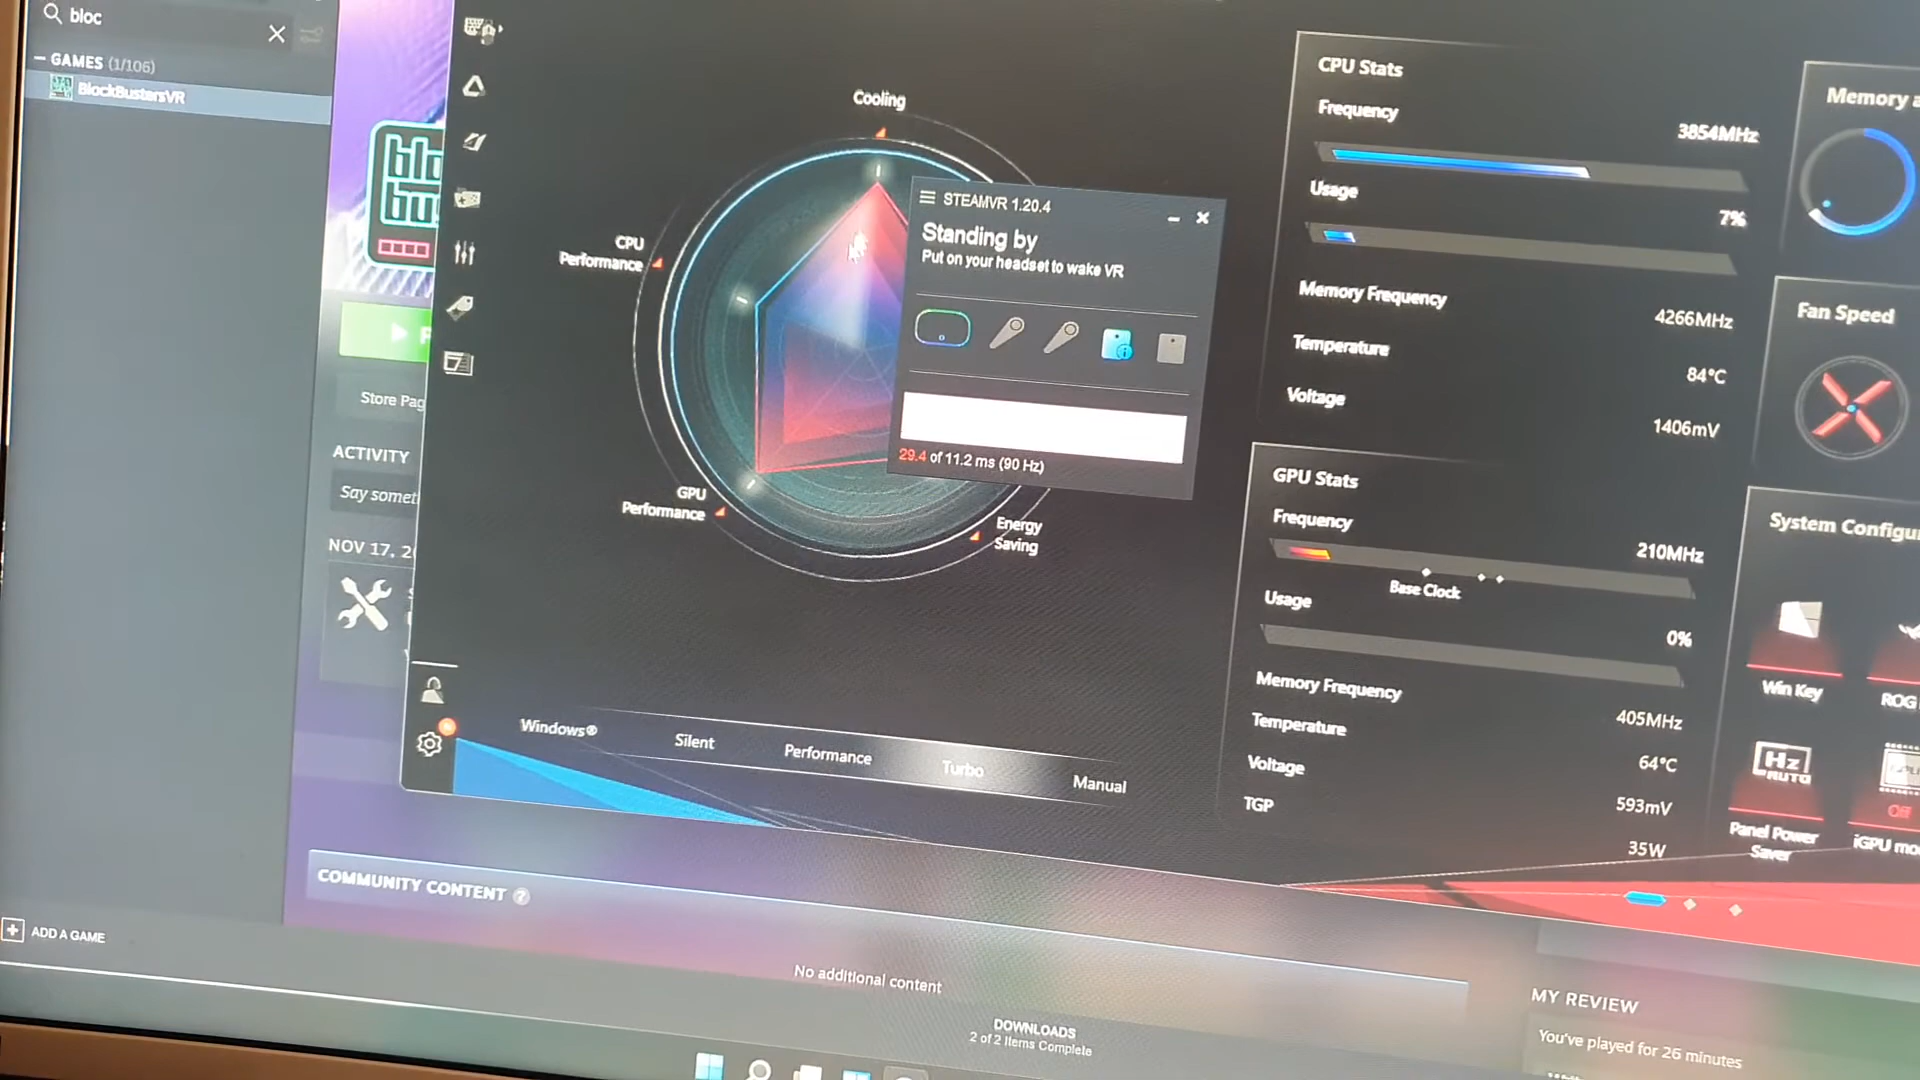 bloc
GAMES (1/106)
BlockBustersVR
Store Pag
ACTIVITY
Say somet
NOV 17, 2
COMMUNITY CONTENT
No additional content
ADD A GAME
DOWNLOADS
2 of 2 Items Complete
MY REVIEW
You've played for 26 minutes
Cooling
CPU
Performance
GPU
Performance
Energy
Saving
Windows®
Silent
Performance
Turbo
Manual
STEAMVR 1.20.4
Standing by
Put on your headset to wake VR
29.4 of 11.2 ms (90 Hz)
CPU Stats
Frequency
3854MHz
Usage
7%
Memory Frequency
4266MHz
Temperature
84°C
Voltage
1406mV
GPU Stats
Frequency
210MHz
Base Clock
Usage
0%
Memory Frequency
405MHz
Temperature
64°C
Voltage
593mV
TGP
35W
Memory a
Fan Speed
System Configu
Win Key
ROG
Hz
AUTO
Panel Power
Saver
Off
iGPU mo